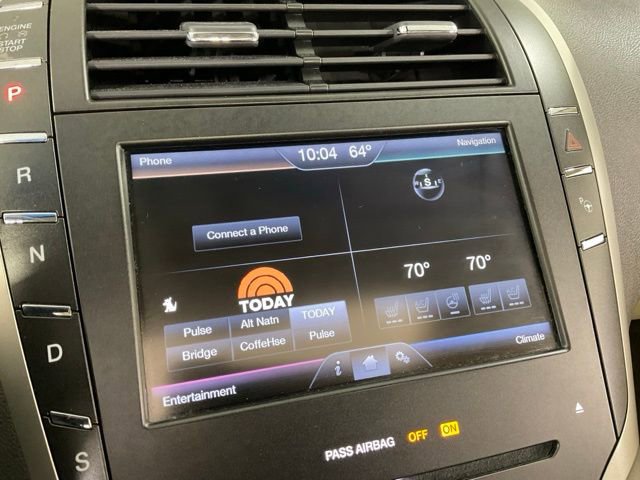 ENGINE
START
STOP
P
R
N
D
S
Phone
10:04 64°
Navigation
S
Connect a Phone
TODAY
70° 70°
Pulse Alt Natn TODAY
Bridge CoffeHse Pulse
i
Entertainment
Climate
PASS AIRBAG OFF ON
P